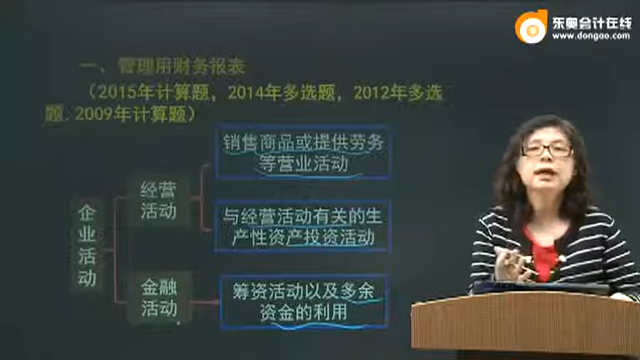 东奥会计在线
www.dongao.com
一、管理用财务报表
（2015年计算题，2014年多选题，2012年多选
题.2009年计算题）
销售商品或提供劳务
等营业活动
经营
活动
与经营活动有关的生
产性资产投资活动
企
业
活
动
金融
活动
筹资活动以及多余
资金的利用